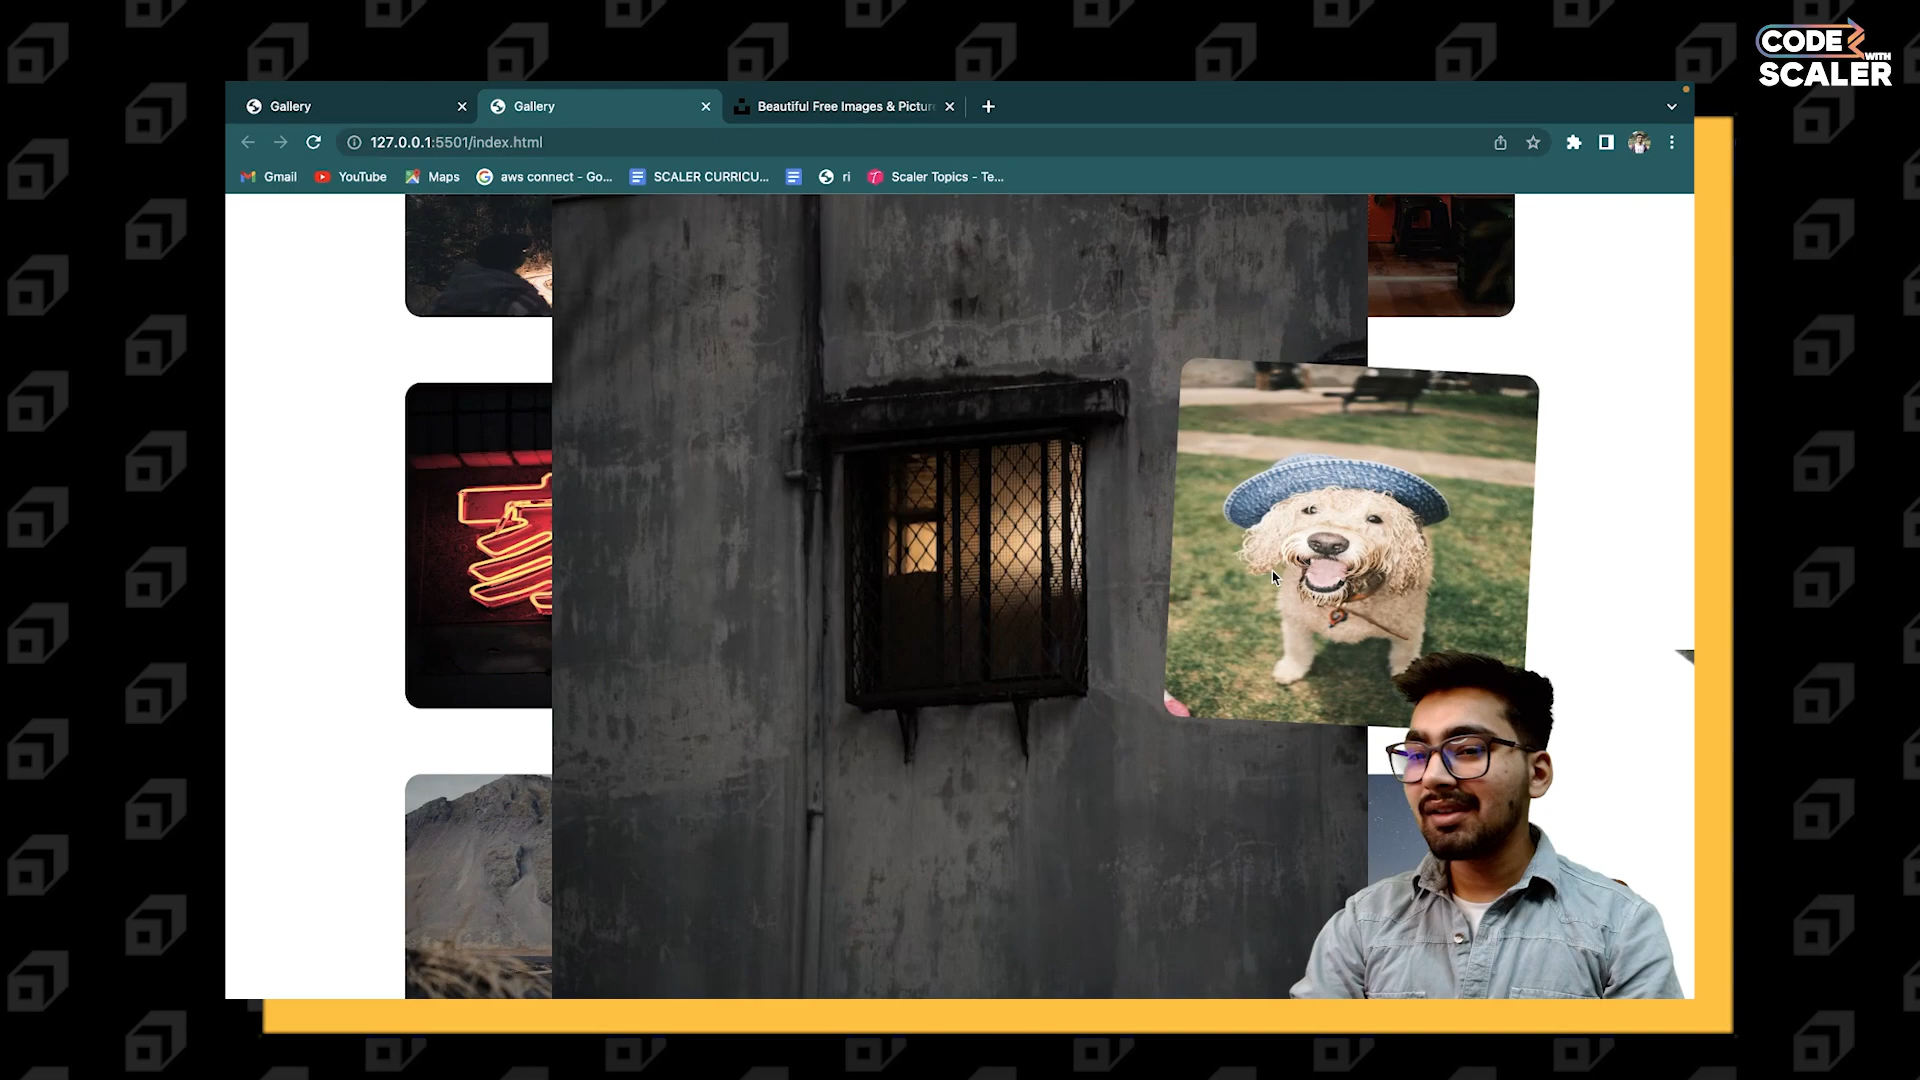 CODE
WITH
SCALER
Gallery
Gallery
Beautiful Free Images & Pictur
127.0.0.1:5501/index.html
Gmail
YouTube
Maps
aws connect - Go...
SCALER CURRICU...
ri
Scaler Topics - Te...